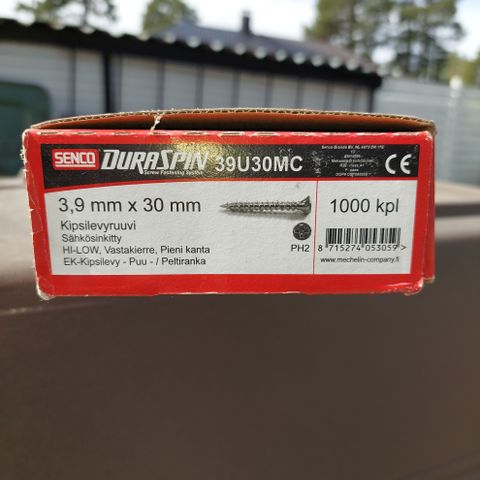 SENCO DURASPIN 39U30MC
Screw Fastening System
CE
3,9 mm x 30 mm
1000 kpl
Kipsilevyruuvi
Sähkösinkitty
HI-LOW, Vastakierre, Pieni kanta
EK-Kipsilevy - Puu - / Peltiranka
PH2
8 715274 053059 >
www.mechelin-company.fi